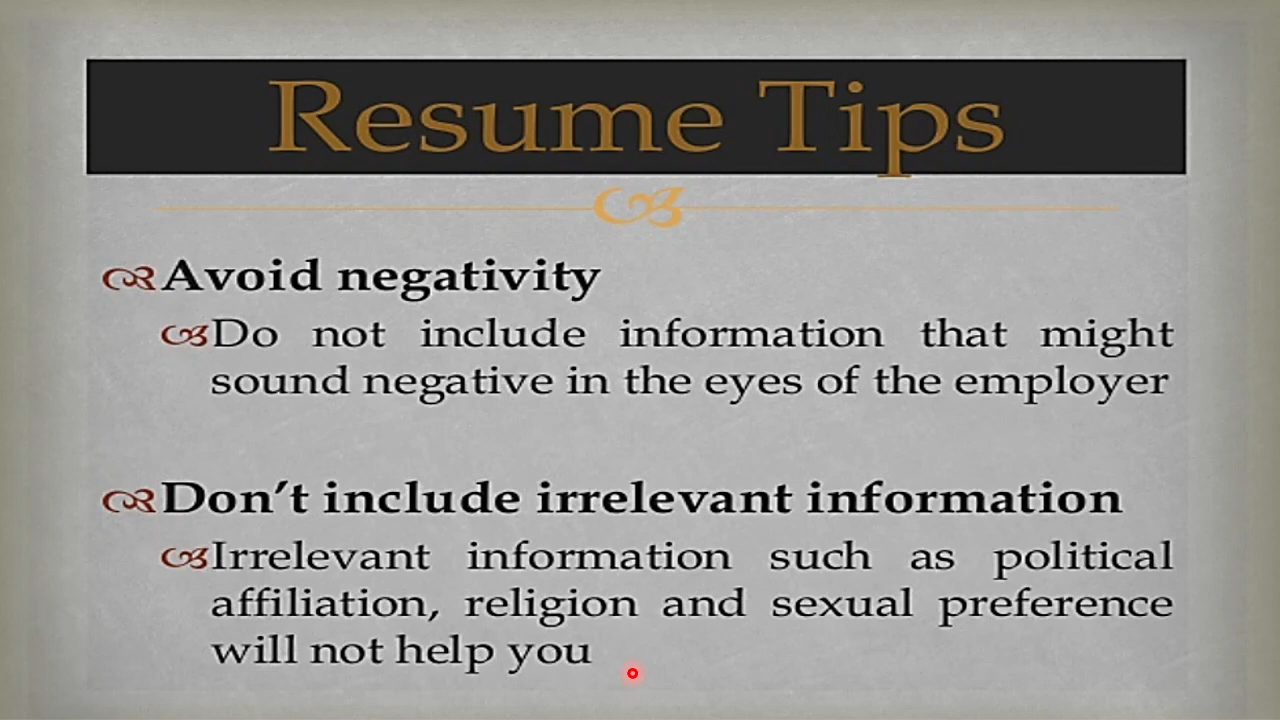 Resume Tips
Avoid negativity
Do not include information that might
sound negative in the eyes of the employer
Don’t include irrelevant information
Irrelevant information such as political
affiliation, religion and sexual preference
will not help you